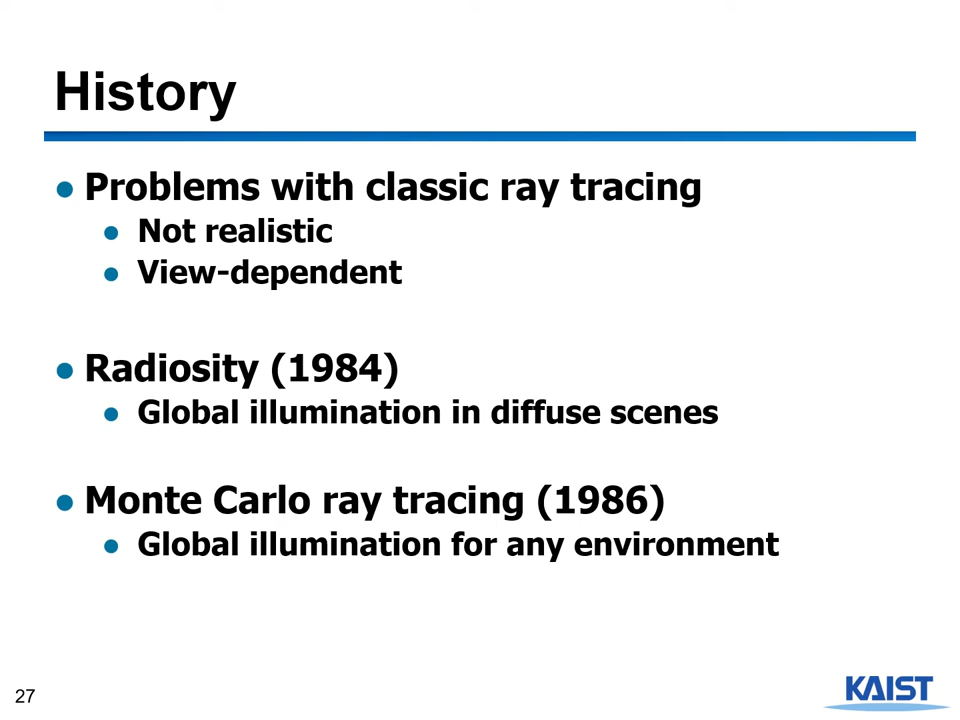 History
● Problems with classic ray tracing
● Not realistic
● View-dependent
● Radiosity (1984)
● Global illumination in diffuse scenes
● Monte Carlo ray tracing (1986)
● Global illumination for any environment
27
KAIST